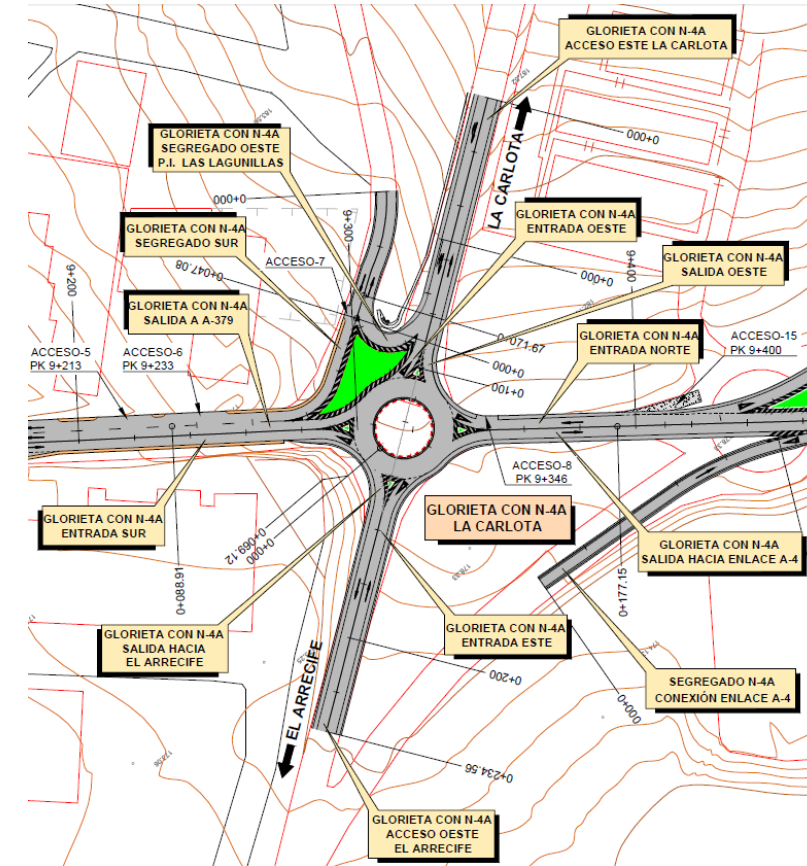 GLORIETA CON N-4A
ACCESO ESTE LA CARLOTA
187.52
0+000
GLORIETA CON N-4A
SEGREGADO OESTE
P.I. LAS LAGUNILLAS
LA CARLOTA
0+000
GLORIETA CON N-4A
ENTRADA OESTE
GLORIETA CON N-4A
SEGREGADO SUR
9+300
9+400
GLORIETA CON N-4A
SALIDA OESTE
ACCESO-7
0+047.08
9+200
0+000
GLORIETA CON N-4A
SALIDA A A-379
0+071.67
GLORIETA CON N-4A
ENTRADA NORTE
ACCESO-15
PK 9+400
ACCESO-5
PK 9+213
ACCESO-6
PK 9+233
0+000
0+100
ACCESO-8
PK 9+346
GLORIETA CON N-4A
LA CARLOTA
GLORIETA CON N-4A
ENTRADA SUR
0+000
0+069.12
178.93
GLORIETA CON N-4A
SALIDA HACIA ENLACE A-4
0+088.91
0+177.15
GLORIETA CON N-4A
SALIDA HACIA
EL ARRECIFE
GLORIETA CON N-4A
ENTRADA ESTE
0+200
SEGREGADO N-4A
CONEXIÓN ENLACE A-4
0+000
EL ARRECIFE
0+234.56
GLORIETA CON N-4A
ACCESO OESTE
EL ARRECIFE